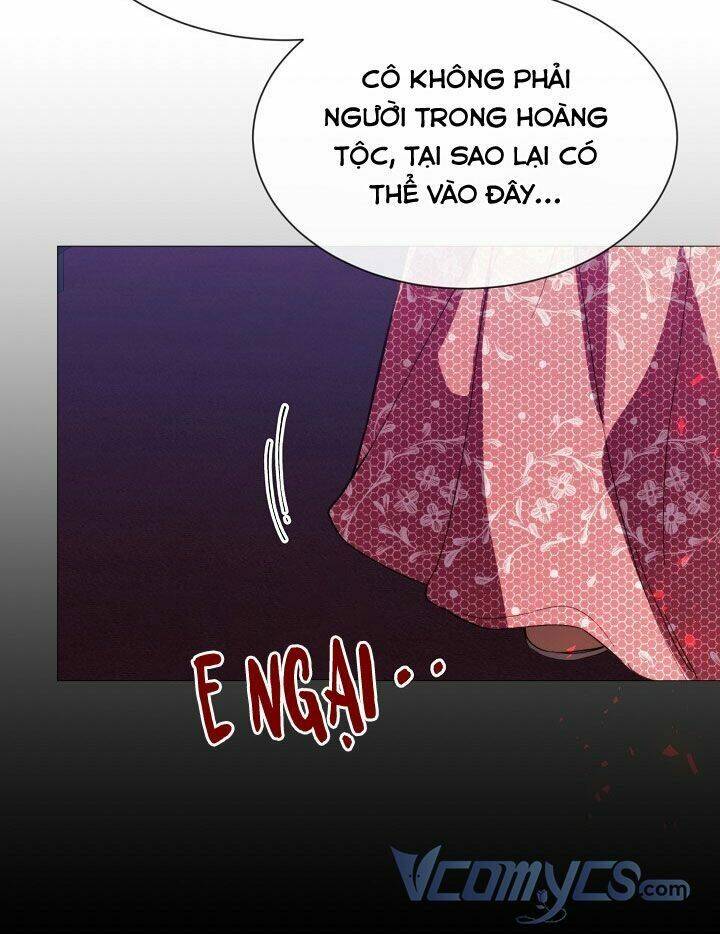 CÔ KHÔNG PHẢI
NGƯỜI TRONG HOÀNG
TỘC, TẠI SAO LẠI CÓ
THỂ VÀO ĐÂY...
E NGẠI..
VCOMYCS.com